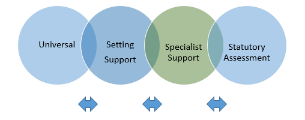 Universal
Setting
Support
Specialist
Support
Statutory
Assessment